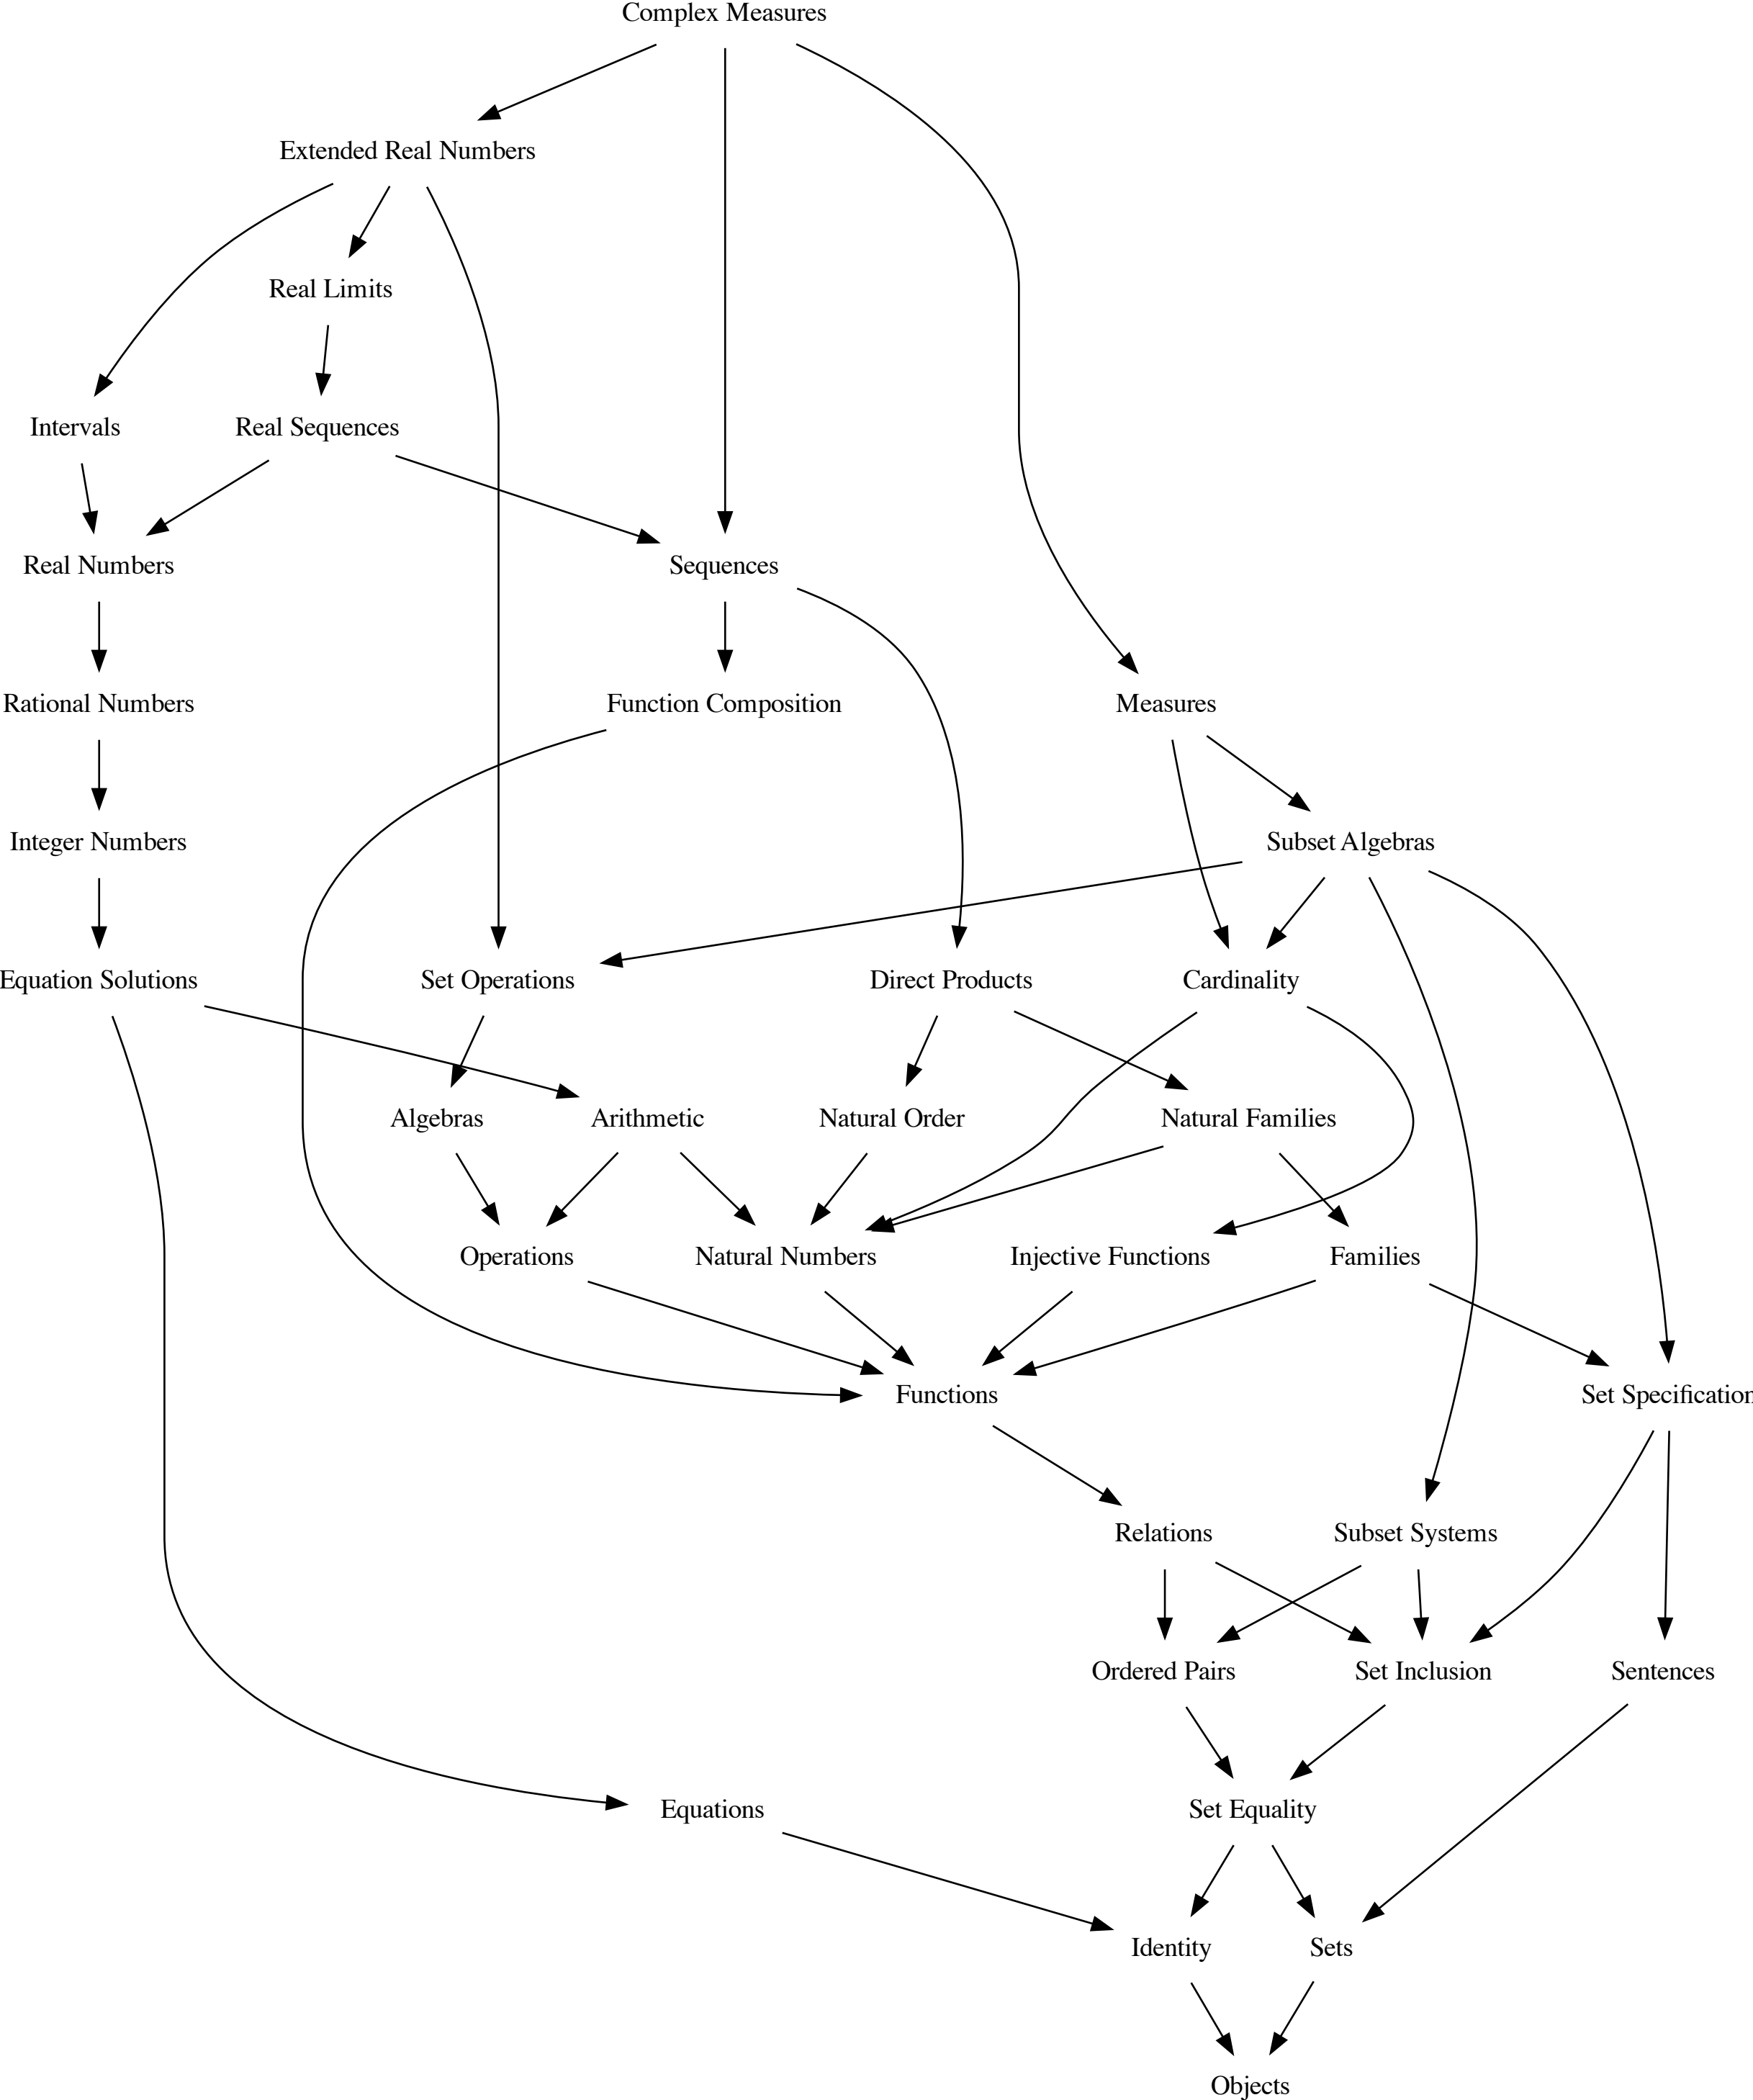 Complex Measures
Extended Real Numbers
Real Limits
Intervals
Real Sequences
Real Numbers
Sequences
Rational Numbers
Function Composition
Measures
Integer Numbers
Subset Algebras
Equation Solutions
Set Operations
Direct Products
Cardinality
Algebras
Arithmetic
Natural Order
Natural Families
Operations
Natural Numbers
Injective Functions
Families
Functions
Set Specification
Relations
Subset Systems
Ordered Pairs
Set Inclusion
Sentences
Equations
Set Equality
Identity
Sets
Objects